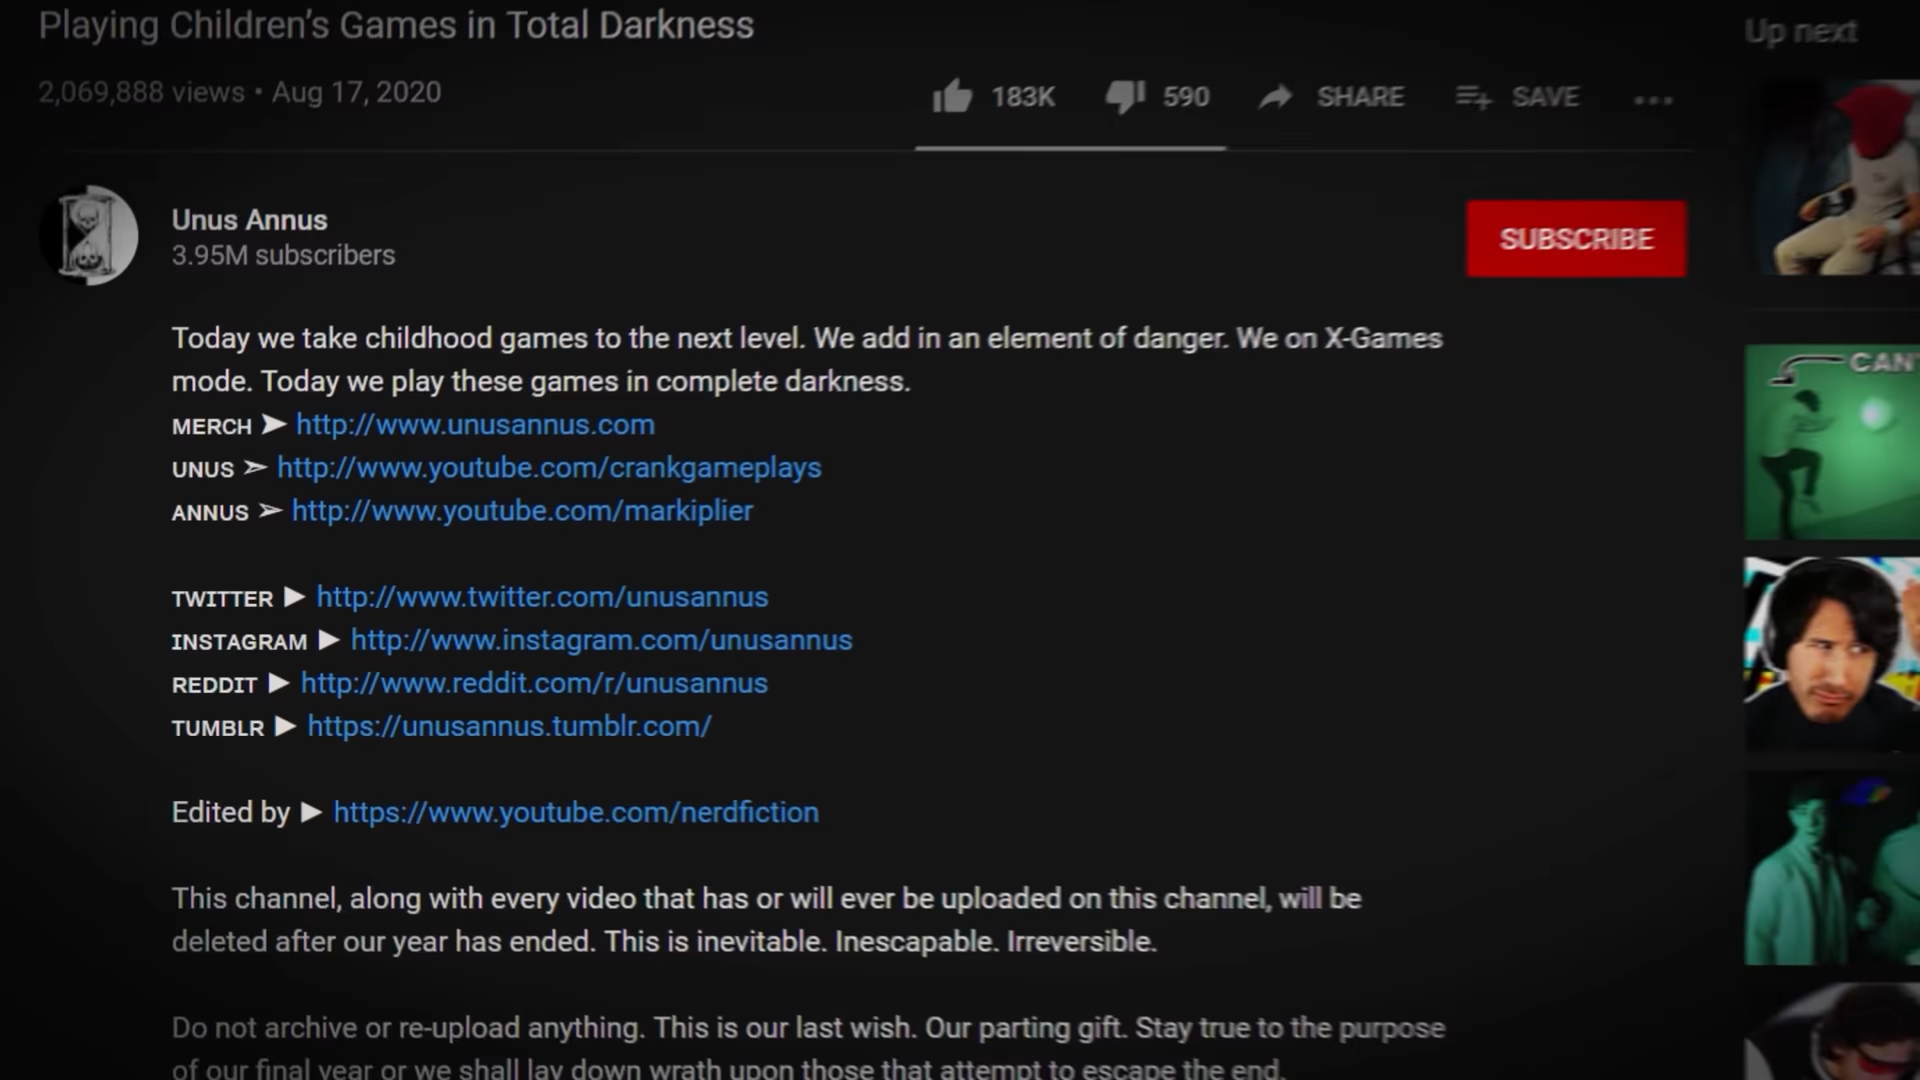 Playing Children’s Games in Total Darkness
Up next
2,069,888 views • Aug 17, 2020
183K
590
SHARE
SAVE
Unus Annus
3.95M subscribers
SUBSCRIBE
Today we take childhood games to the next level. We add in an element of danger. We on X-Games
mode. Today we play these games in complete darkness.
MERCH ➤ http://www.unusannus.com
UNUS ➣ http://www.youtube.com/crankgameplays
ANNUS ➣ http://www.youtube.com/markiplier
TWITTER ► http://www.twitter.com/unusannus
INSTAGRAM ► http://www.instagram.com/unusannus
REDDIT ► http://www.reddit.com/r/unusannus
TUMBLR ► https://unusannus.tumblr.com/
Edited by ► https://www.youtube.com/nerdfiction
This channel, along with every video that has or will ever be uploaded on this channel, will be
deleted after our year has ended. This is inevitable. Inescapable. Irreversible.
Do not archive or re-upload anything. This is our last wish. Our parting gift. Stay true to the purpose
of our final year or we shall lay down wrath upon those that attempt to escape the end.
CAN'